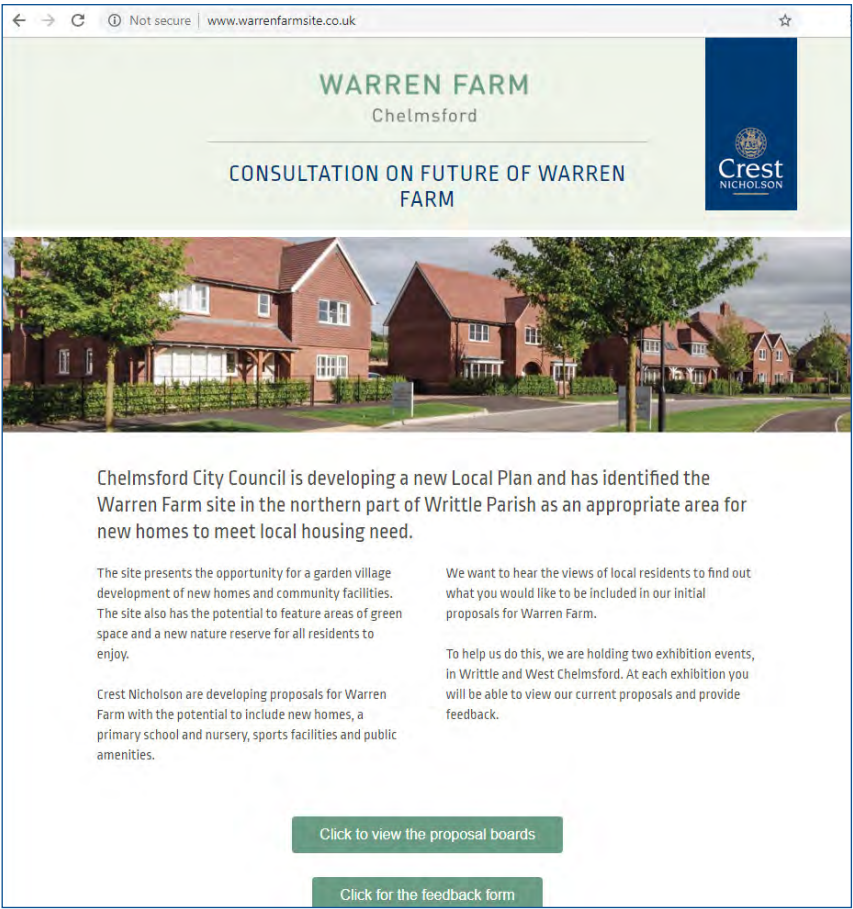 Not secure
www.warrenfarmsite.co.uk
WARREN FARM
Chelmsford
CONSULTATION ON FUTURE OF WARREN
FARM
Crest
NICHOLSON
Chelmsford City Council is developing a new Local Plan and has identified the
Warren Farm site in the northern part of Writtle Parish as an appropriate area for
new homes to meet local housing need.
The site presents the opportunity for a garden village
development of new homes and community facilities.
The site also has the potential to feature areas of green
space and a new nature reserve for all residents to
enjoy.
Crest Nicholson are developing proposals for Warren
Farm with the potential to include new homes, a
primary school and nursery, sports facilities and public
amenities.
We want to hear the views of local residents to find out
what you would like to be included in our initial
proposals for Warren Farm.
To help us do this, we are holding two exhibition events,
in Writtle and West Chelmsford. At each exhibition you
will be able to view our current proposals and provide
feedback.
Click to view the proposal boards
Click for the feedback form